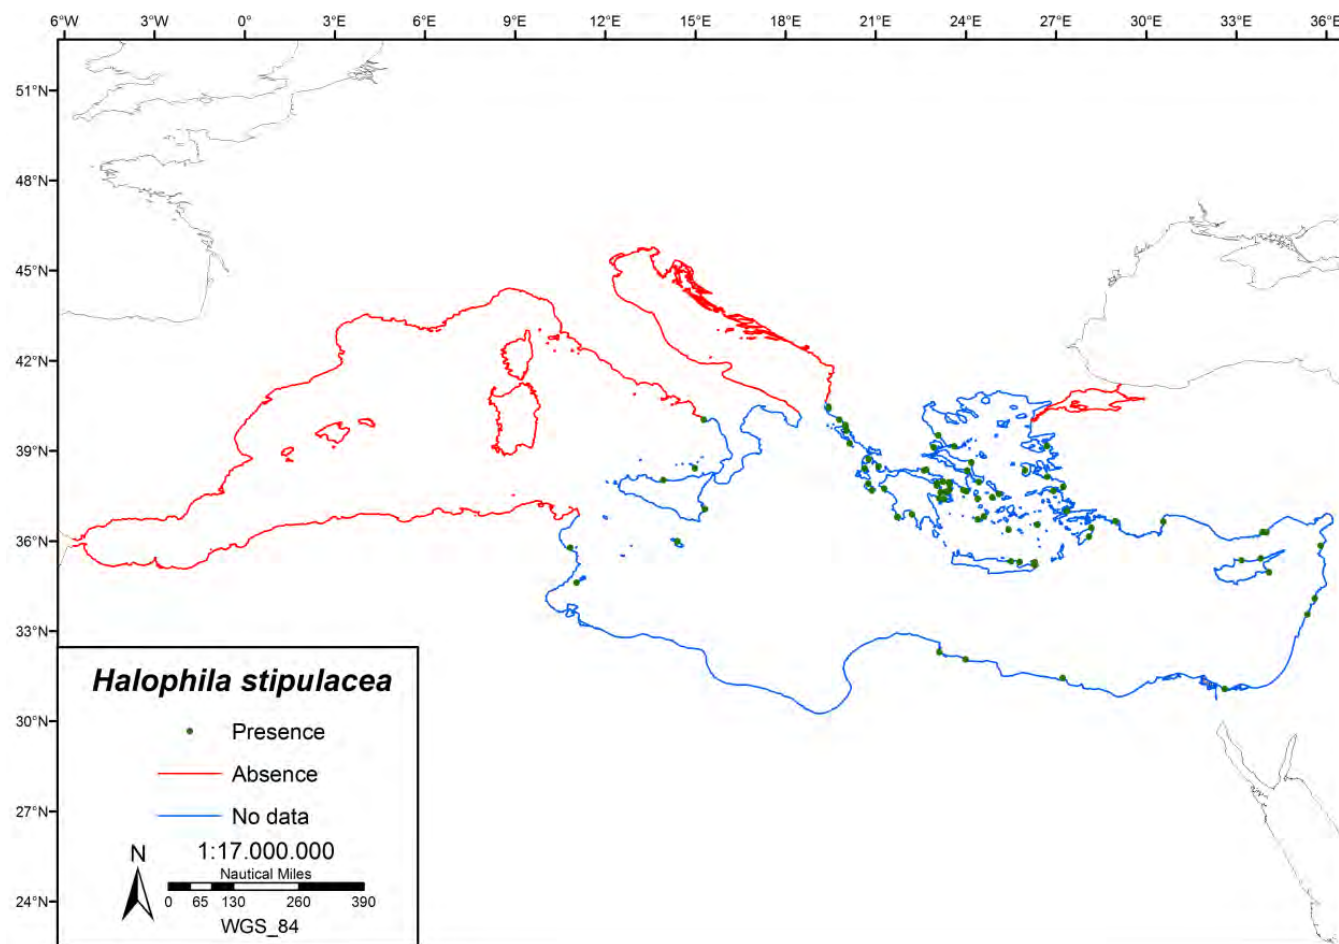 6°W 3°W 0° 3°E 6°E 9°E 12°E 15°E 18°E 21°E 24°E 27°E 30°E 33°E 36°E
51°N
48°N
45°N
42°N
39°N
36°N
33°N
30°N
27°N
24°N
Halophila stipulacea
Presence
Absence
No data
N
1:17.000.000
Nautical Miles
0 65 130 260 390
WGS_84